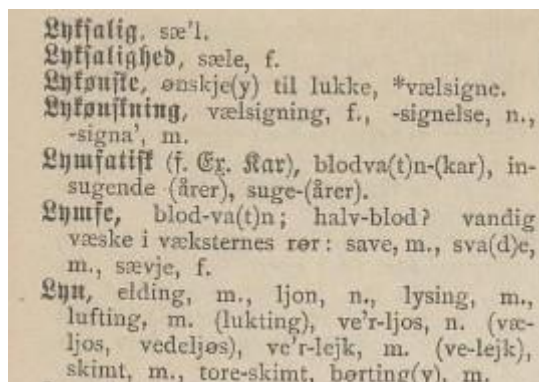 Lyksalig, sæ'l.
Lyksalighed, sæle, f.
Lykønske, ønskje(y) til lukke, *vælsigne.
Lykønskning, vælsigning, f., -signelse, n.,
-signa', m.
Lymfatisk (f. Ex. Kar), blodva(t)n-(kar), in-
sugende (årer), suge-(årer).
Lymfe, blod-va(t)n; halv-blod? vandig
væske i væksternes rør: save, m., sva(d)e,
m., sævje, f.
Lyn, elding, m., ljon, n., lysing, m.,
lufting, m. (lukting), ve'r-ljos, n. (væ-
ljos, vedeljøs), ve'r-lejk, m. (ve-lejk),
skimt, m., tore-skimt, børting(y), m.